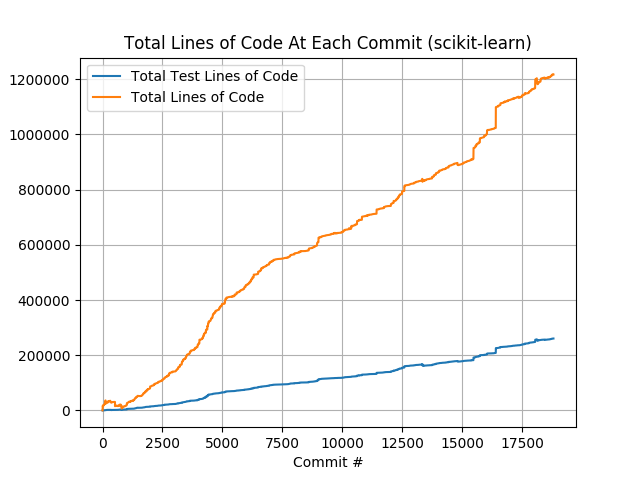 Total Lines of Code At Each Commit (scikit-learn)
Total Test Lines of Code
Total Lines of Code
1200000
1000000
800000
600000
400000
200000
0
0 2500 5000 7500 10000 12500 15000 17500
Commit #